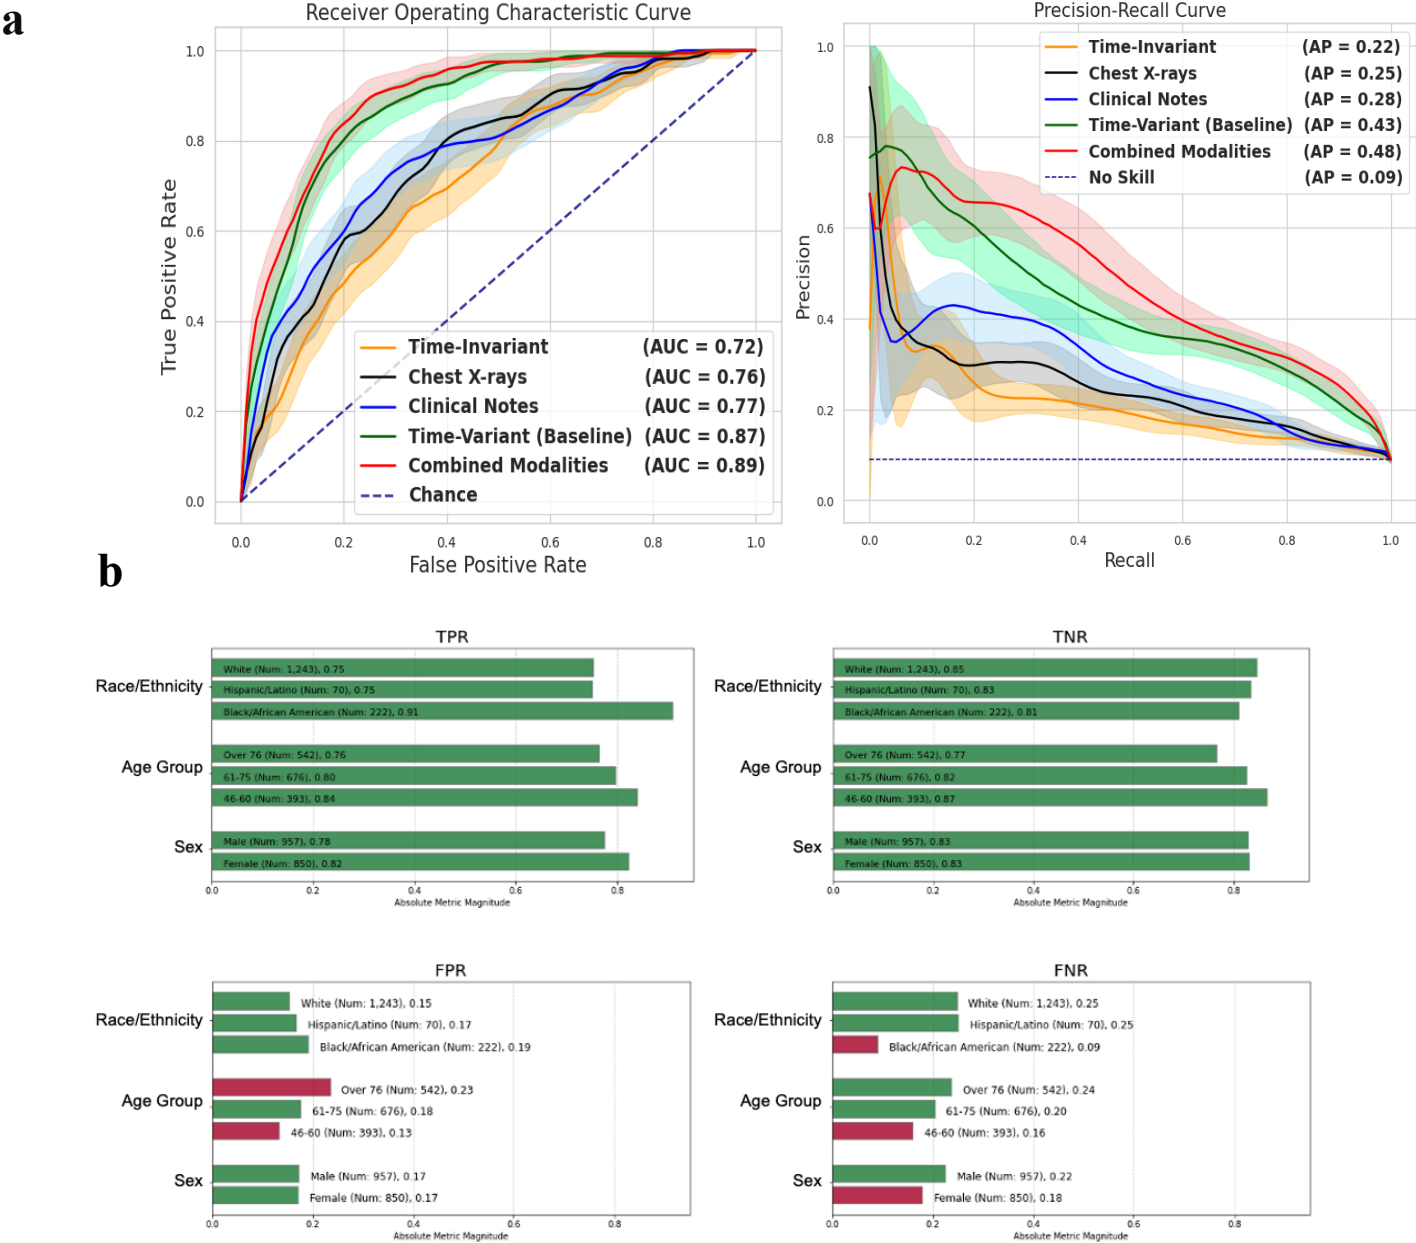 a
Receiver Operating Characteristic Curve
True Positive Rate
1.0
0.8
0.6
0.4
0.2
0.0
Time-Invariant (AUC = 0.72)
Chest X-rays (AUC = 0.76)
Clinical Notes (AUC = 0.77)
Time-Variant (Baseline) (AUC = 0.87)
Combined Modalities (AUC = 0.89)
Chance
0.0 0.2 0.4 0.6 0.8 1.0
False Positive Rate
Precision-Recall Curve
Precision
1.0
0.8
0.6
0.4
0.2
0.0
Time-Invariant (AP = 0.22)
Chest X-rays (AP = 0.25)
Clinical Notes (AP = 0.28)
Time-Variant (Baseline) (AP = 0.43)
Combined Modalities (AP = 0.48)
No Skill (AP = 0.09)
0.0 0.2 0.4 0.6 0.8 1.0
Recall
b
TPR
Race/Ethnicity
White (Num: 1,243), 0.75
Hispanic/Latino (Num: 70), 0.75
Black/African American (Num: 222), 0.91
Age Group
Over 76 (Num: 542), 0.76
61-75 (Num: 676), 0.80
46-60 (Num: 393), 0.84
Sex
Male (Num: 957), 0.78
Female (Num: 850), 0.82
0.0 0.2 0.4 0.6 0.8
Absolute Metric Magnitude
TNR
Race/Ethnicity
White (Num: 1,243), 0.85
Hispanic/Latino (Num: 70), 0.83
Black/African American (Num: 222), 0.81
Age Group
Over 76 (Num: 542), 0.77
61-75 (Num: 676), 0.82
46-60 (Num: 393), 0.87
Sex
Male (Num: 957), 0.83
Female (Num: 850), 0.83
0.0 0.2 0.4 0.6 0.8
Absolute Metric Magnitude
FPR
Race/Ethnicity
White (Num: 1,243), 0.15
Hispanic/Latino (Num: 70), 0.17
Black/African American (Num: 222), 0.19
Age Group
Over 76 (Num: 542), 0.23
61-75 (Num: 676), 0.18
46-60 (Num: 393), 0.13
Sex
Male (Num: 957), 0.17
Female (Num: 850), 0.17
0.0 0.2 0.4 0.6 0.8
Absolute Metric Magnitude
FNR
Race/Ethnicity
White (Num: 1,243), 0.25
Hispanic/Latino (Num: 70), 0.25
Black/African American (Num: 222), 0.09
Age Group
Over 76 (Num: 542), 0.24
61-75 (Num: 676), 0.20
46-60 (Num: 393), 0.16
Sex
Male (Num: 957), 0.22
Female (Num: 850), 0.18
0.0 0.2 0.4 0.6 0.8
Absolute Metric Magnitude